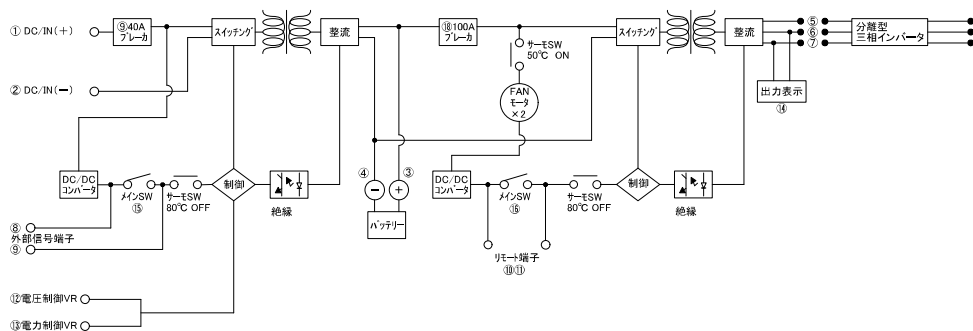 ① DC/IN(+)
⑨40A
ブレーカ
スイッチング
整流
⑱100A
ブレーカ
サーモSW
50℃ ON
スイッチング
整流
⑤
⑥
⑦
分離型
三相インバータ
② DC/IN(ー)
FAN
モータ
×2
出力表示
⑭
DC/DC
コンバータ
メインSW
⑮
サーモSW
80℃ OFF
制御
絶縁
④
③
−
+
バッテリー
DC/DC
コンバータ
メインSW
⑯
サーモSW
80℃ OFF
制御
絶縁
⑧
外部信号端子
⑨
リモート端子
⑩⑪
⑫電圧制御VR
⑬電力制御VR